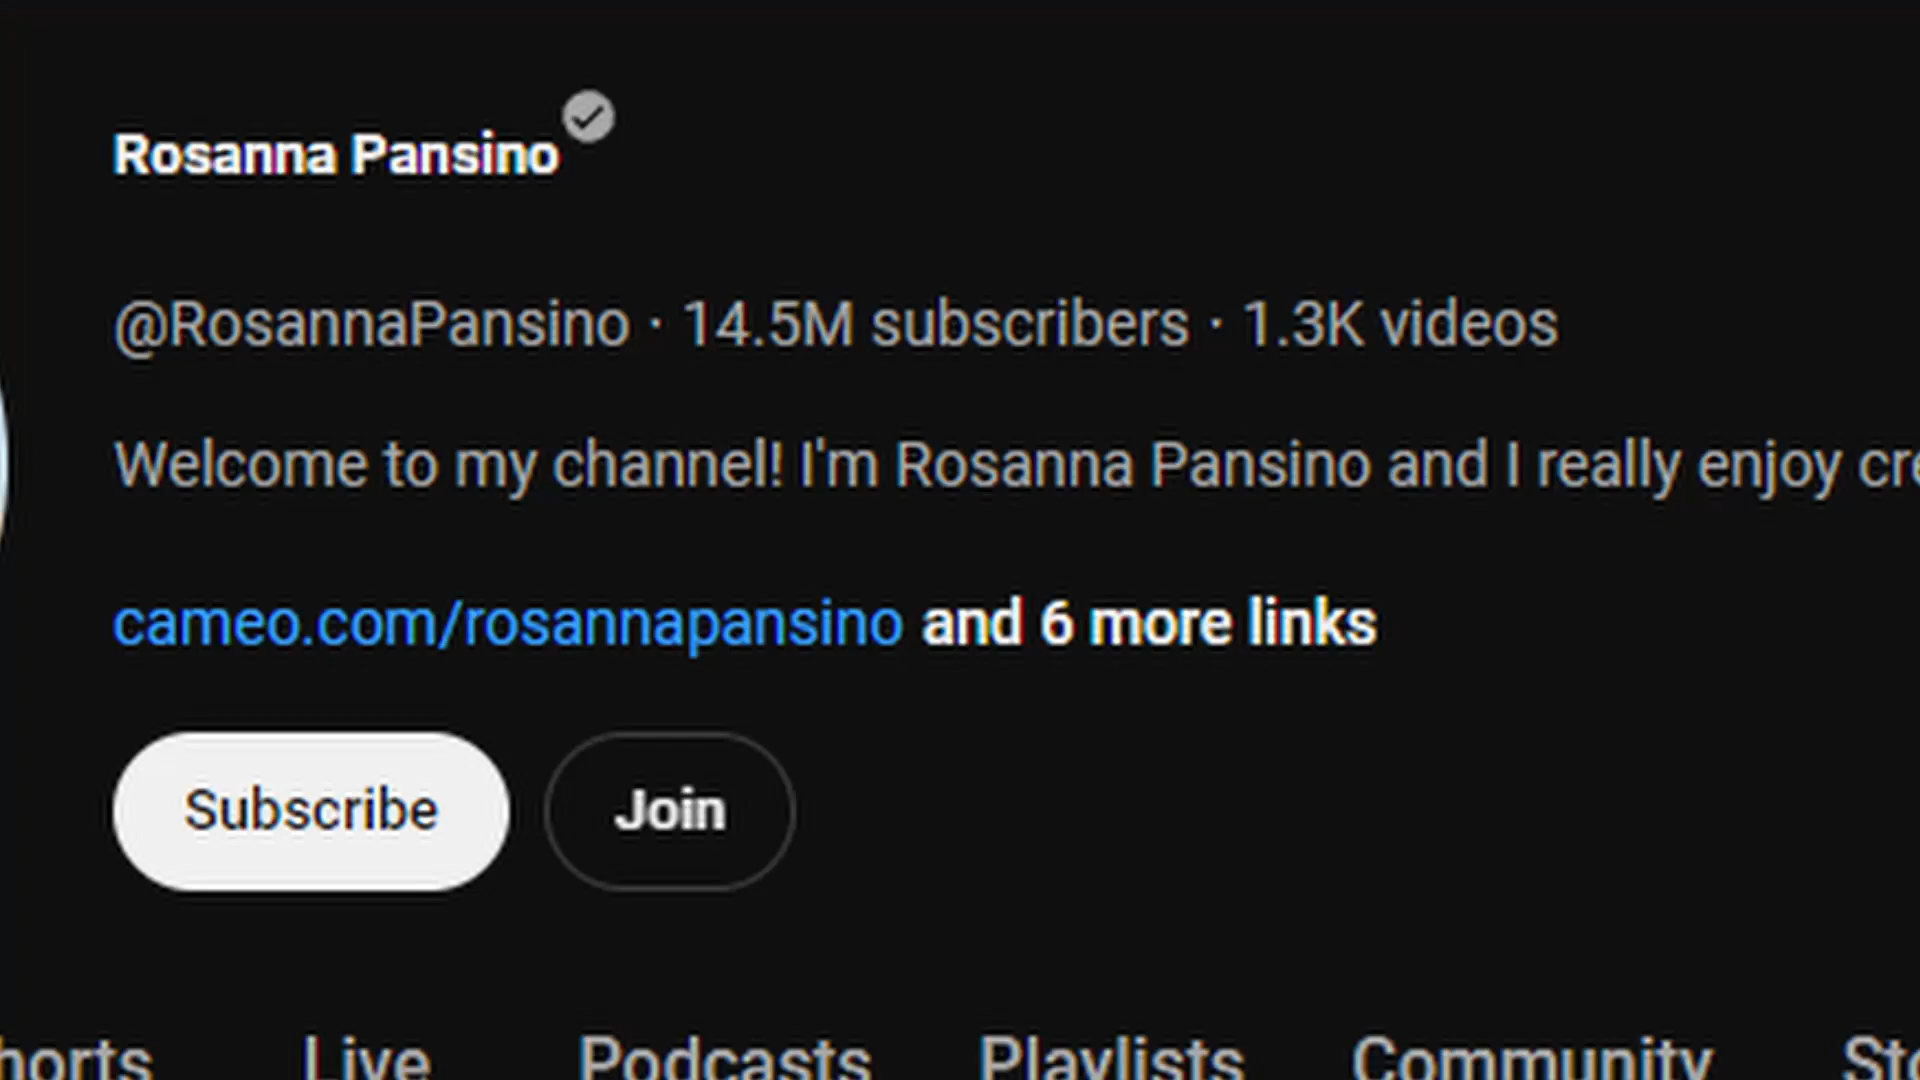 Rosanna Pansino
@RosannaPansino · 14.5M subscribers · 1.3K videos
Welcome to my channel! I'm Rosanna Pansino and I really enjoy
cameo.com/rosannapansino and 6 more links
Subscribe Join
Live Podcasts Playlists Community